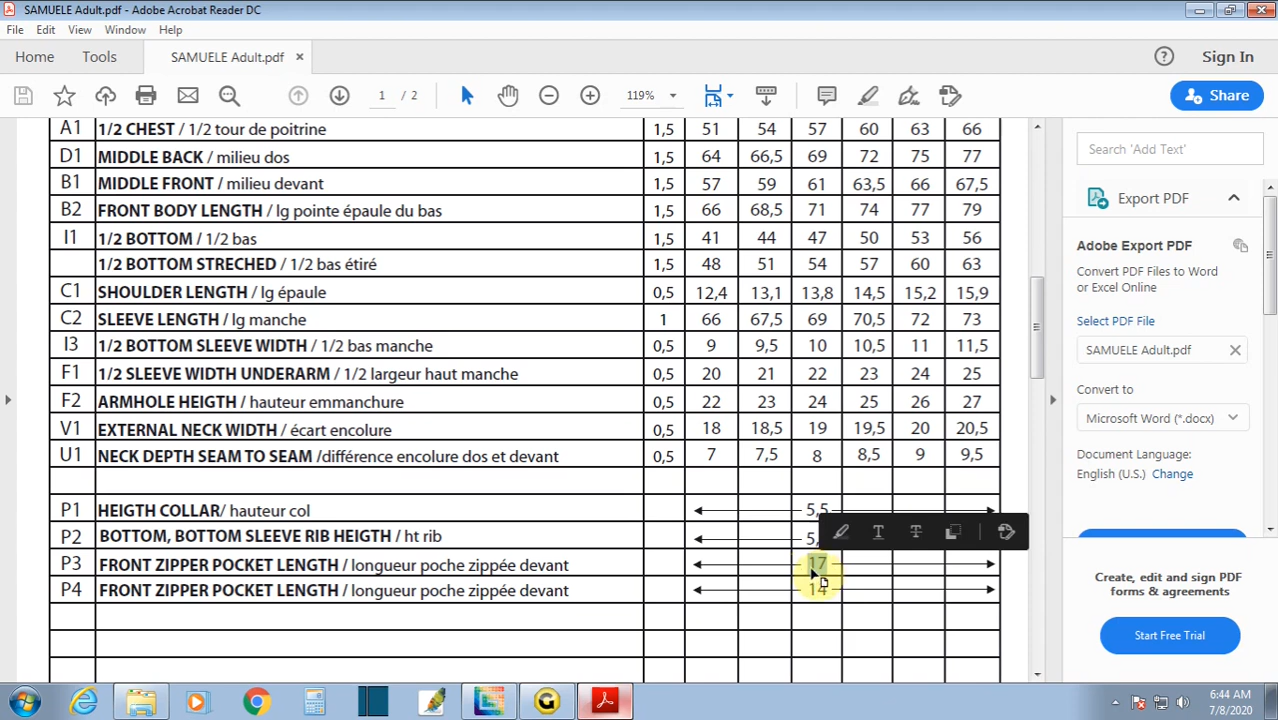 SAMUELE Adult.pdf - Adobe Acrobat Reader DC
File Edit View Window Help
Home Tools SAMUELE Adult.pdf × ? Sign In
1 / 2 119% Share
A1 1/2 CHEST / 1/2 tour de poitrine 1,5 51 54 57 60 63 66
D1 MIDDLE BACK / milieu dos 1,5 64 66,5 69 72 75 77
B1 MIDDLE FRONT / milieu devant 1,5 57 59 61 63,5 66 67,5
B2 FRONT BODY LENGTH / lg pointe épaule du bas 1,5 66 68,5 71 74 77 79
I1 1/2 BOTTOM / 1/2 bas 1,5 41 44 47 50 53 56
1/2 BOTTOM STRECHED / 1/2 bas étiré 1,5 48 51 54 57 60 63
C1 SHOULDER LENGTH / lg épaule 0,5 12,4 13,1 13,8 14,5 15,2 15,9
C2 SLEEVE LENGTH / lg manche 1 66 67,5 69 70,5 72 73
I3 1/2 BOTTOM SLEEVE WIDTH / 1/2 bas manche 0,5 9 9,5 10 10,5 11 11,5
F1 1/2 SLEEVE WIDTH UNDERARM / 1/2 largeur haut manche 0,5 20 21 22 23 24 25
F2 ARMHOLE HEIGTH / hauteur emmanchure 0,5 22 23 24 25 26 27
V1 EXTERNAL NECK WIDTH / écart encolure 0,5 18 18,5 19 19,5 20 20,5
U1 NECK DEPTH SEAM TO SEAM /différence encolure dos et devant 0,5 7 7,5 8 8,5 9 9,5
P1 HEIGTH COLLAR/ hauteur col 5,5
P2 BOTTOM, BOTTOM SLEEVE RIB HEIGTH / ht rib 5,
P3 FRONT ZIPPER POCKET LENGTH / longueur poche zippée devant 17
P4 FRONT ZIPPER POCKET LENGTH / longueur poche zippée devant 14
Search 'Add Text'
Export PDF
Adobe Export PDF
Convert PDF Files to Word
or Excel Online
Select PDF File
SAMUELE Adult.pdf
Convert to
Microsoft Word (*.docx)
Document Language:
English (U.S.) Change
Create, edit and sign PDF
forms & agreements
Start Free Trial
6:44 AM
7/8/2020